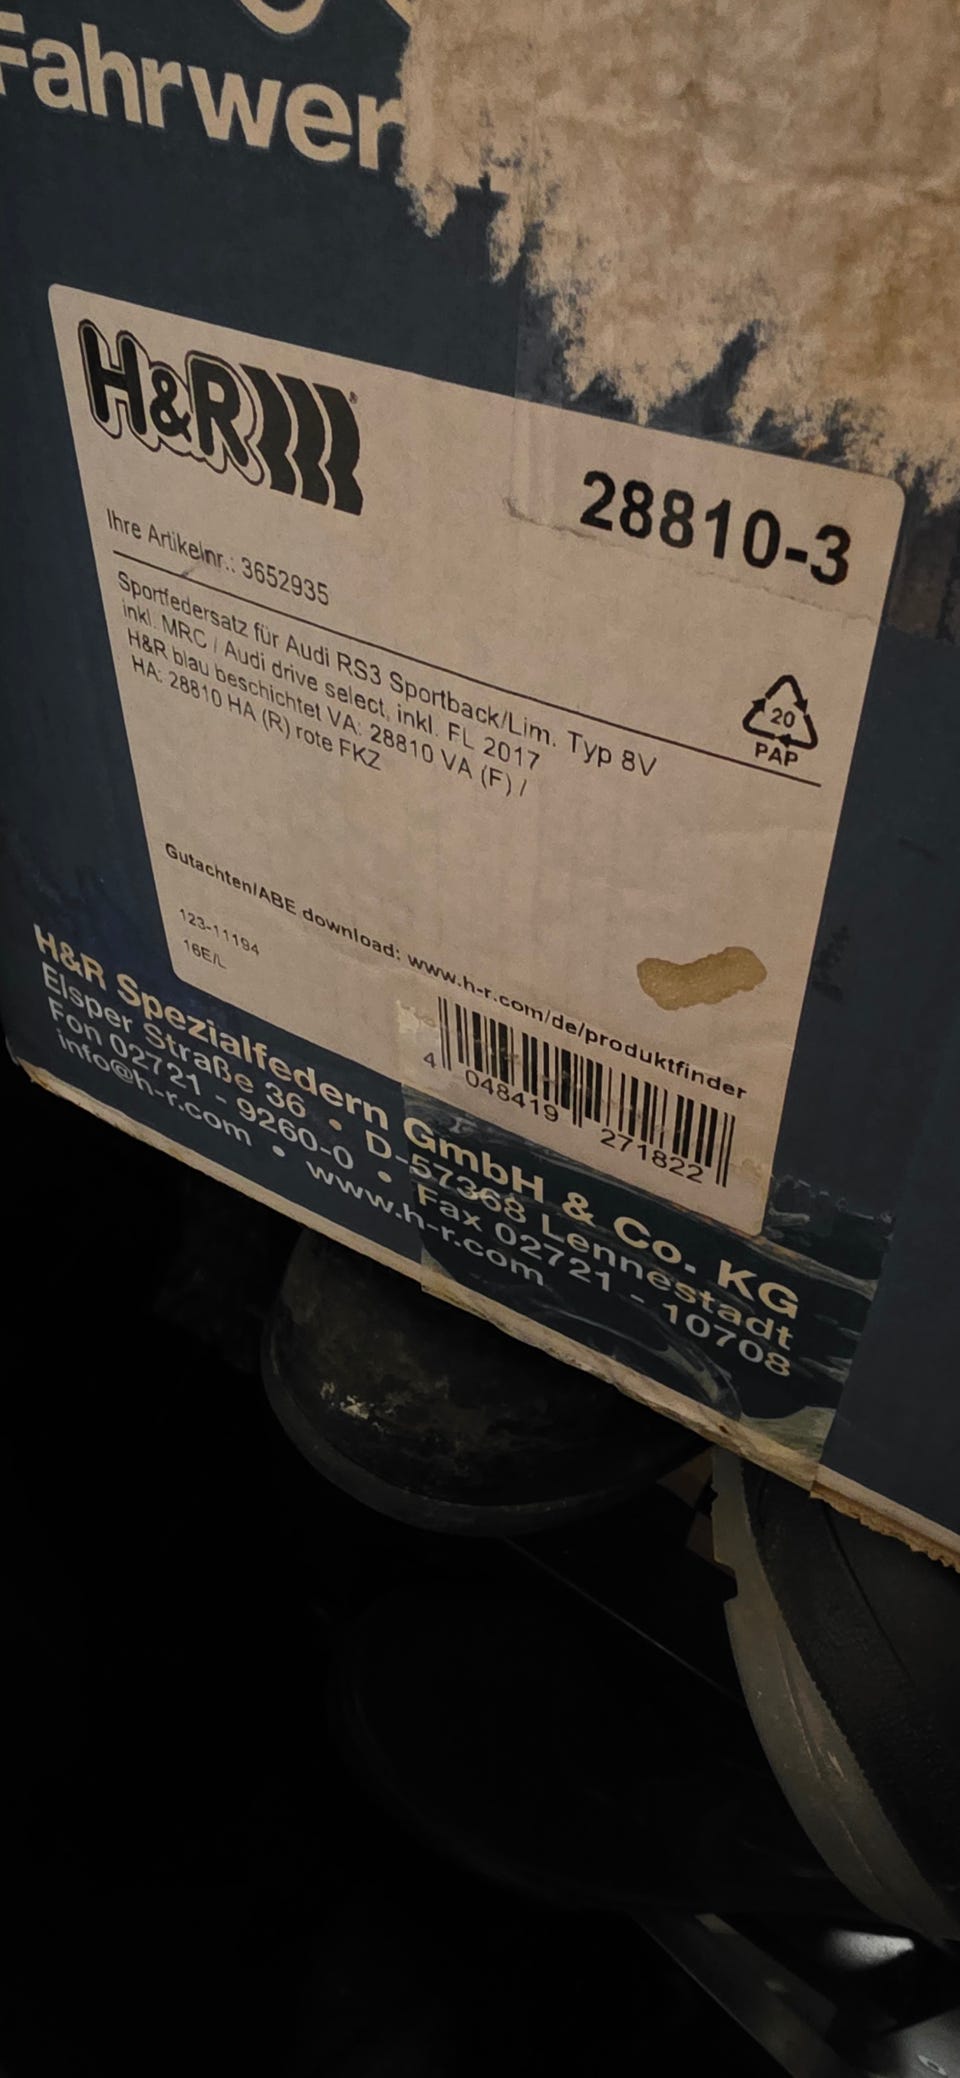 Fahrwer
H&R
28810-3
Ihre Artikelnr.: 3652935
Sportfedersatz für Audi RS3 Sportback/Lim. Typ 8V
inkl. MRC / Audi drive select, inkl. FL 2017
H&R blau beschichtet VA: 28810 VA (F) /
HA: 28810 HA (R) rote FKZ
20
PAP
Gutachten/ABE download: www.h-r.com/de/produktfinder
123-11194
16E/L
4 048419 271822
H&R Spezialfedern GmbH & Co. KG
Elsper Straße 36 • D-57368 Lennestadt
Fon 02721 - 9260-0 • Fax 02721 - 10708
info@h-r.com • www.h-r.com